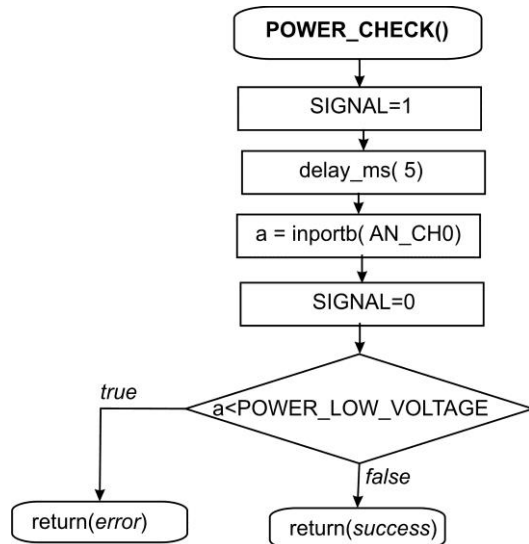 POWER_CHECK()
SIGNAL=1
delay_ms( 5)
a = inportb( AN_CH0)
SIGNAL=0
a<POWER_LOW_VOLTAGE
true
false
return(error)
return(success)